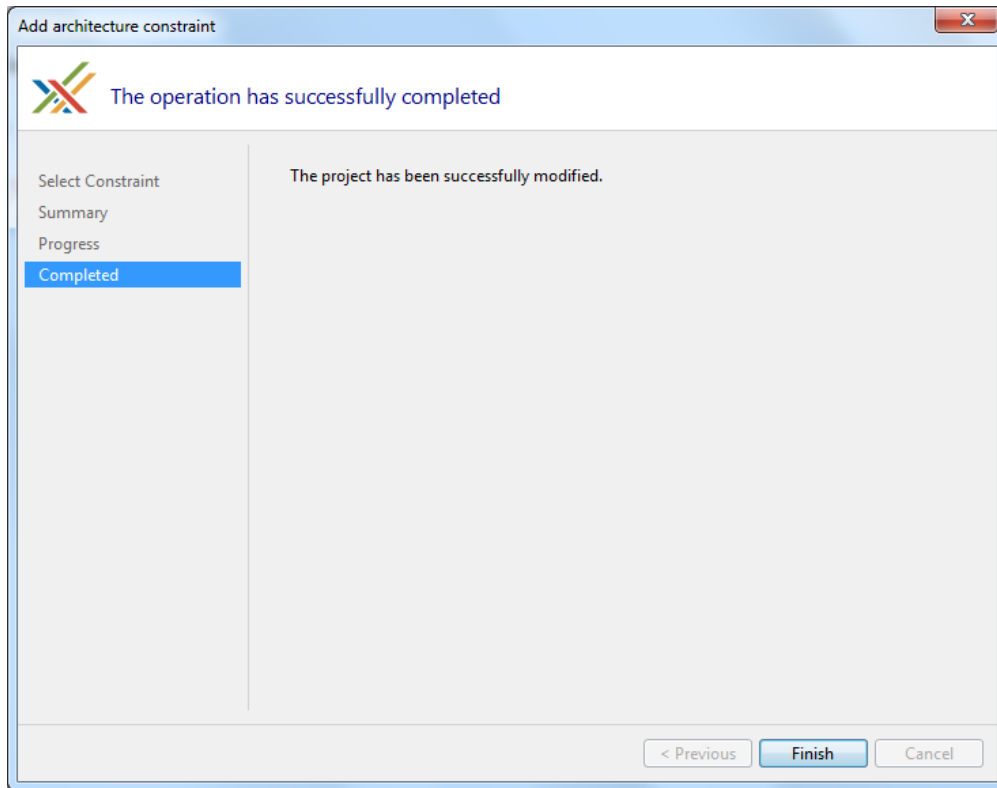 Add architecture constraint
The operation has successfully completed
Select Constraint
Summary
Progress
Completed
The project has been successfully modified.
< Previous
Finish
Cancel